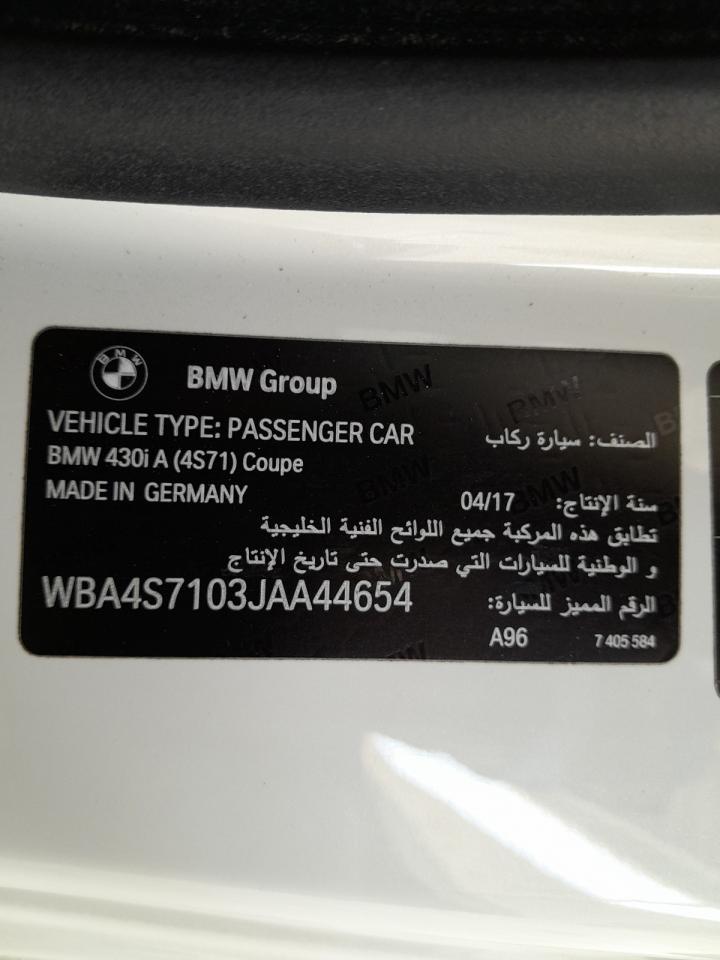 BMW
BMW Group
VEHICLE TYPE: PASSENGER CAR الصنف: سيارة ركاب
BMW 430i A (4S71) Coupe
MADE IN GERMANY
سنة الإنتاج: 04/17
تطابق هذه المركبة جميع اللوائح الفنية الخليجية
و الوطنية للسيارات التي صدرت حتى تاريخ الإنتاج
WBA4S7103JAA44654 الرقم المميز للسيارة:
A96 7 405 584